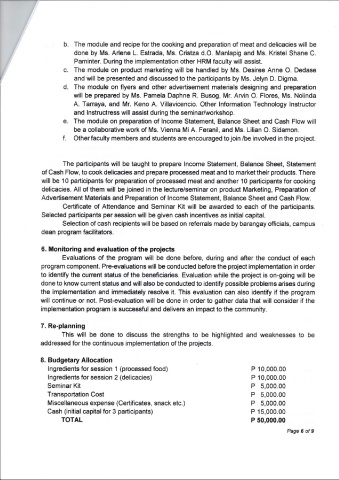 b. The module and recipe for the cooking and preparation of meat and delicacies will be
done by Ms. Arlene L. Estrada, Ms. Cristza d.O. Manlapig and Ms. Kristel Shane C.
Paminter. During the implementation other HRM faculty will assist.
c. The module on product marketing will be handled by Ms. Desiree Anne O. Dedase
and will be presented and discussed to the participants by Ms. Jelyn D. Digma.
d. The module on flyers and other advertisement materials designing and preparation
will be prepared by Ms. Pamela Daphne R. Busog, Mr. Arvin O. Flores, Ms. Nolinda
A. Tarraya, and Mr. Keno A. Villavicencio. Other Information Technology Instructor
and Instructress will assist during the seminar/workshop.
e. The module on preparation of Income Statement, Balance Sheet and Cash Flow will
be a collaborative work of Ms. Vienna Mi A. Feranil, and Ms. Lilian O. Sidamon.
f. Other faculty members and students are encouraged to join /be involved in the project.
The participants will be taught to prepare Income Statement, Balance Sheet, Statement
of Cash Flow, to cook delicacies and prepare processed meat and to market their products. There
will be 10 participants for preparation of processed meat and another 10 participants for cooking
delicacies. All of them will be joined in the lecture/seminar on product Marketing, Preparation of
Advertisement Materials and Preparation of Income Statement, Balance Sheet and Cash Flow.
Certificate of Attendance and Seminar Kit will be awarded to each of the participants.
Selected participants per session will be given cash incentives as initial capital.
Selection of cash recipients will be based on referrals made by barangay officials, campus
dean program facilitators.
6. Monitoring and evaluation of the projects
Evaluations of the program will be done before, during and after the conduct of each
program component. Pre-evaluations will be conducted before the project implementation in order
to identify the current status of the beneficiaries. Evaluation while the project is on-going will be
done to know current status and will also be conducted to identify possible problems arises during
the implementation and immediately resolve it. This evaluation can also identify if the program
will continue or not. Post-evaluation will be done in order to gather data that will consider if the
implementation program is successful and delivers an impact to the community.
7. Re-planning
This will be done to discuss the strengths to be highlighted and weaknesses to be
addressed for the continuous implementation of the projects.
8. Budgetary Allocation
Ingredients for session 1 (processed food) P 10,000.00
Ingredients for session 2 (delicacies) P 10,000.00
Seminar Kit P 5,000.00
Transportation Cost P 5,000.00
Miscellaneous expense (Certificates, snack etc.) P 5,000.00
Cash (initial capital for 3 participants) P 15,000.00
TOTAL P 50,000.00
Page 6 of 9